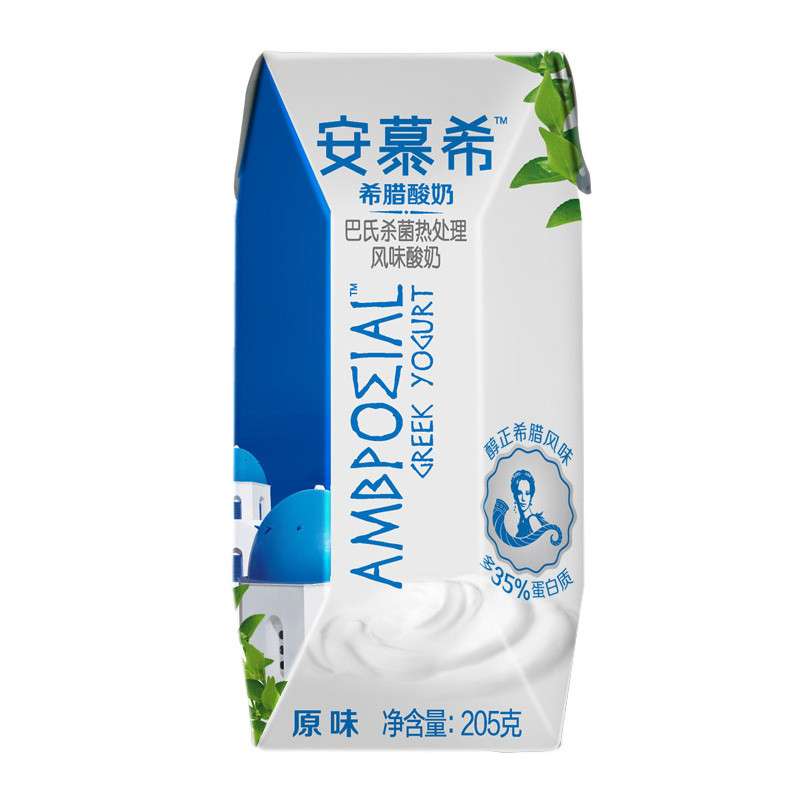 安慕希™
希腊酸奶
巴氏杀菌热处理
风味酸奶
AMBPOΣIAL™
GREEK YOGURT
醇正希腊风味
多35%蛋白质
原味 净含量:205克